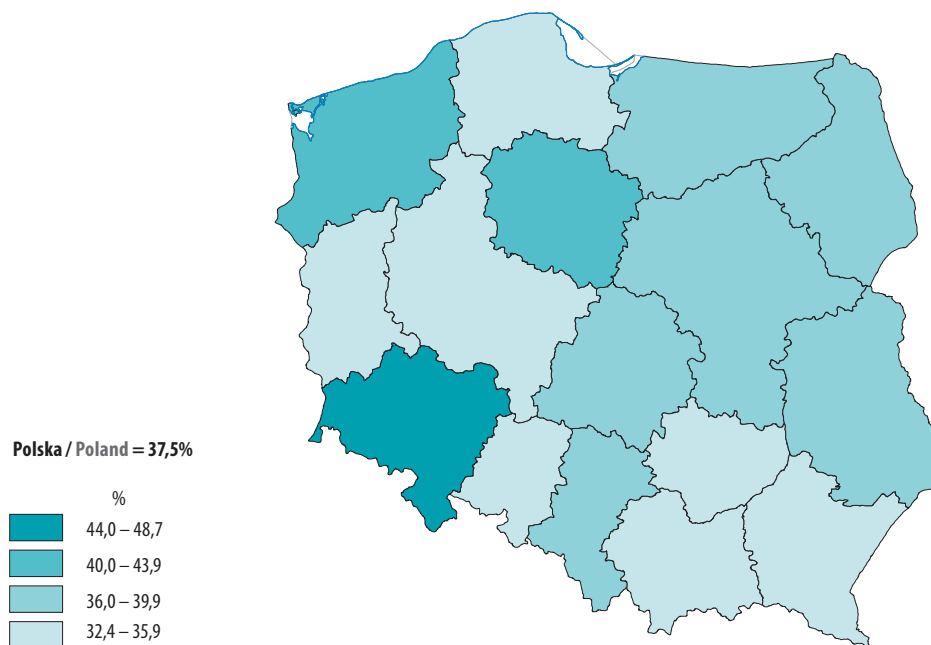 Polska / Poland = 37,5%
%
44,0 – 48,7
40,0 – 43,9
36,0 – 39,9
32,4 – 35,9